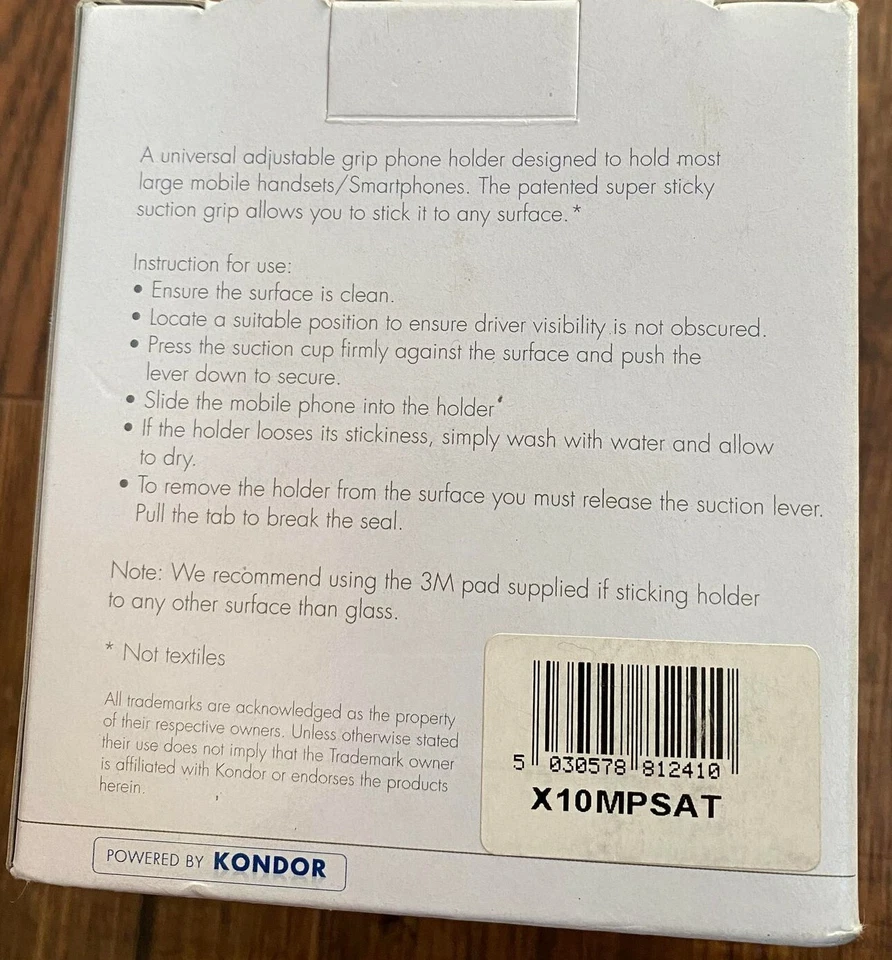 A universal adjustable grip phone holder designed to hold most
large mobile handsets/Smartphones. The patented super sticky
suction grip allows you to stick it to any surface.*
Instruction for use:
• Ensure the surface is clean.
• Locate a suitable position to ensure driver visibility is not obscured.
• Press the suction cup firmly against the surface and push the
lever down to secure.
• Slide the mobile phone into the holder
• If the holder looses its stickiness, simply wash with water and allow
to dry.
• To remove the holder from the surface you must release the suction lever.
Pull the tab to break the seal.
Note: We recommend using the 3M pad supplied if sticking holder
to any other surface than glass.
* Not textiles
All trademarks are acknowledged as the property
of their respective owners. Unless otherwise stated
their use does not imply that the Trademark owner
is affiliated with Kondor or endorses the products
herein.
5 030578 812410
X10MPSAT
POWERED BY KONDOR